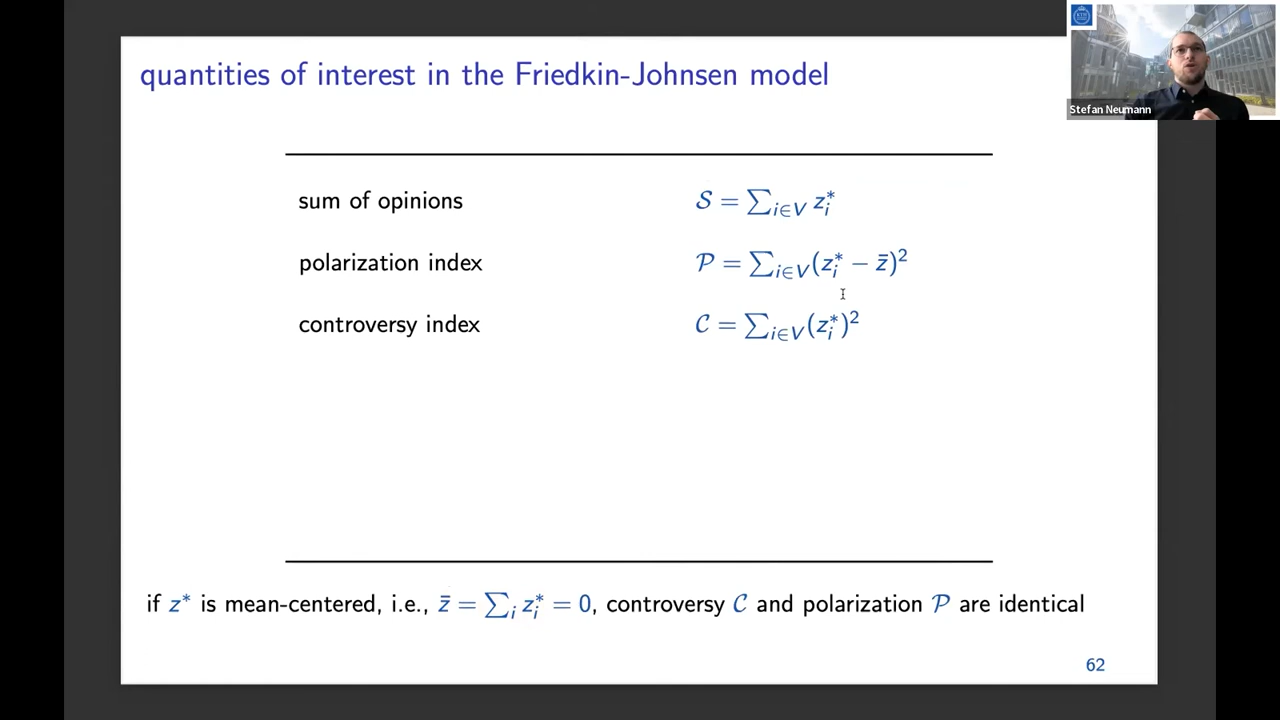 quantities of interest in the Friedkin-Johnsen model
Stefan Neumann
sum of opinions 𝒮 = ∑_{i∈V} z_i^*
polarization index 𝒫 = ∑_{i∈V}(z_i^* − z̄)^2
controversy index 𝒞 = ∑_{i∈V}(z_i^*)^2
if z^* is mean-centered, i.e., z̄ = ∑_i z_i^* = 0, controversy 𝒞 and polarization 𝒫 are identical
62